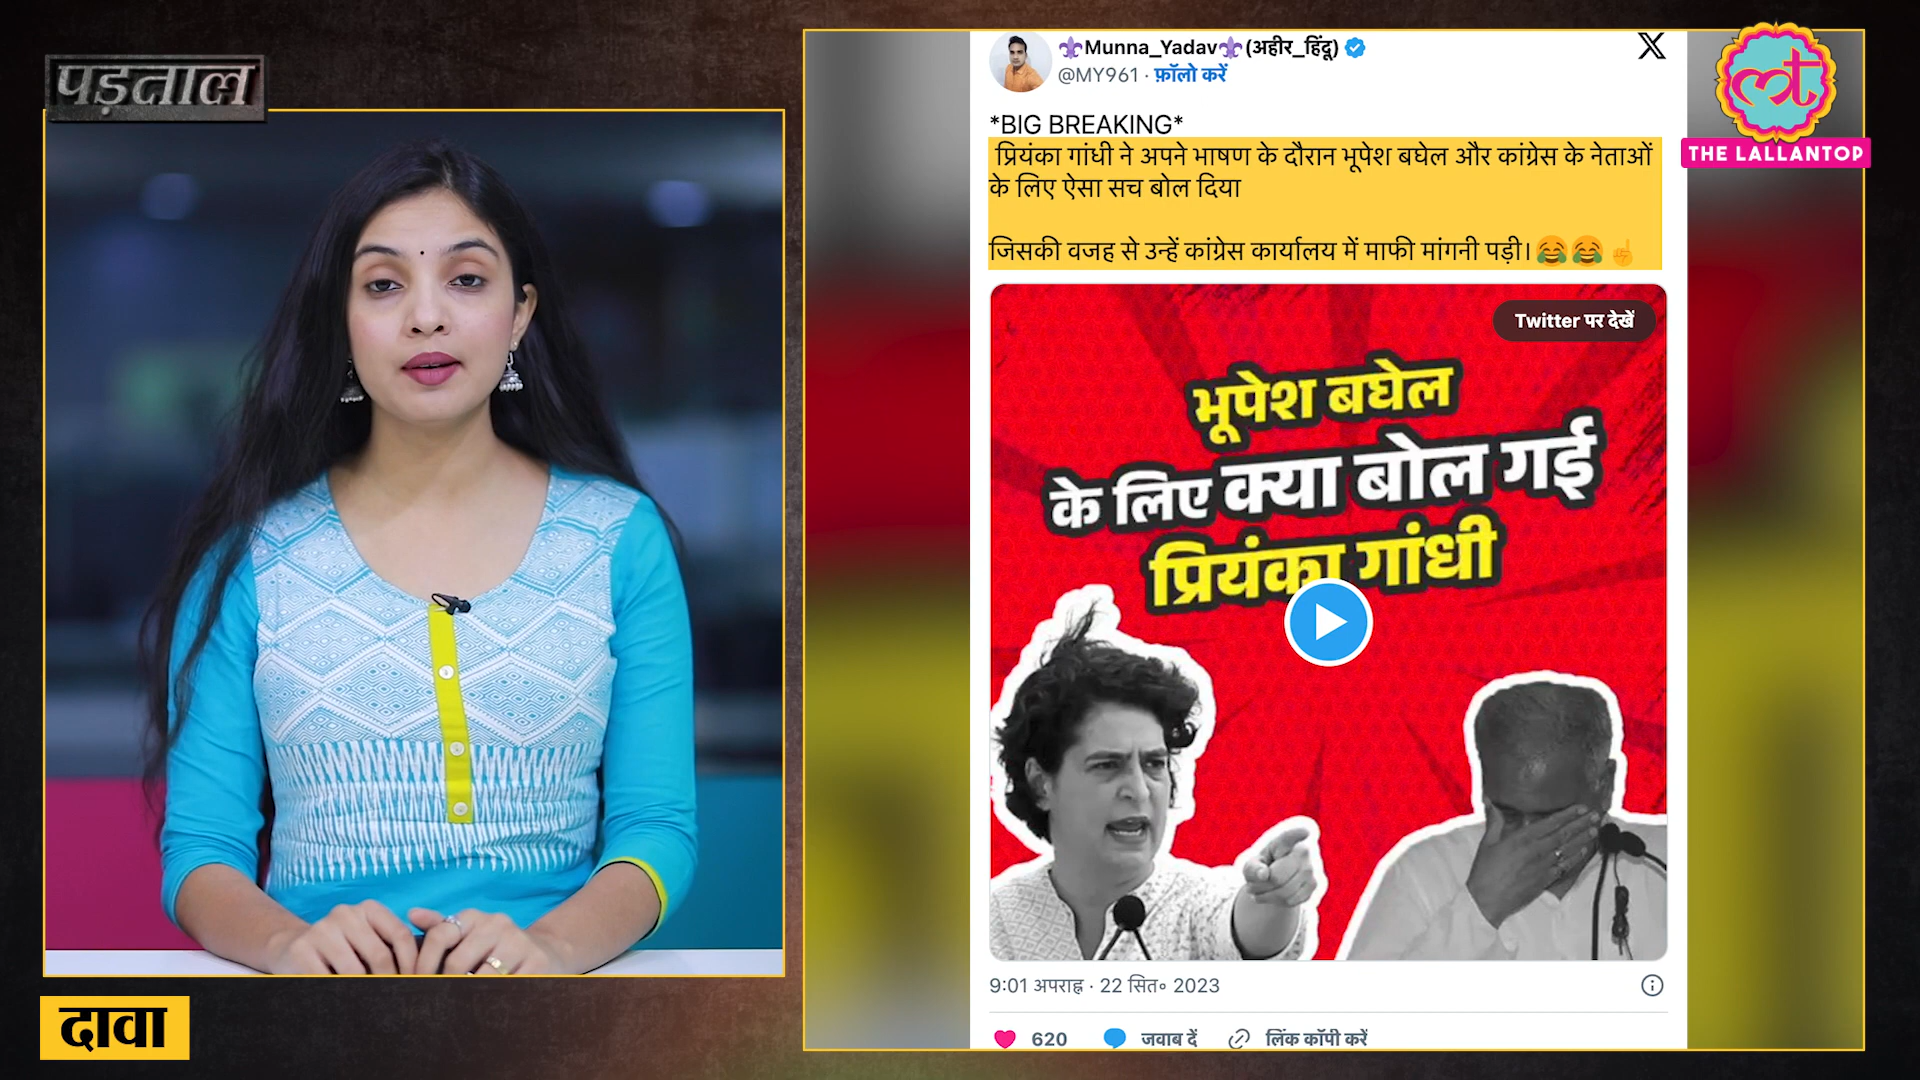 पड़ताल
दावा
Munna_Yadav (अहीर_हिंदू)
@MY961 · फ़ॉलो करें
*BIG BREAKING*
प्रियंका गांधी ने अपने भाषण के दौरान भूपेश बघेल और कांग्रेस के नेताओं
के लिए ऐसा सच बोल दिया
जिसकी वजह से उन्हें कांग्रेस कार्यालय में माफी मांगनी पड़ी।😂😂☝️
Twitter पर देखें
भूपेश बघेल
के लिए क्या बोल गई
प्रियंका गांधी
9:01 अपराह्न · 22 सित॰ 2023
620 जवाब दें लिंक कॉपी करें
mt
THE LALLANTOP